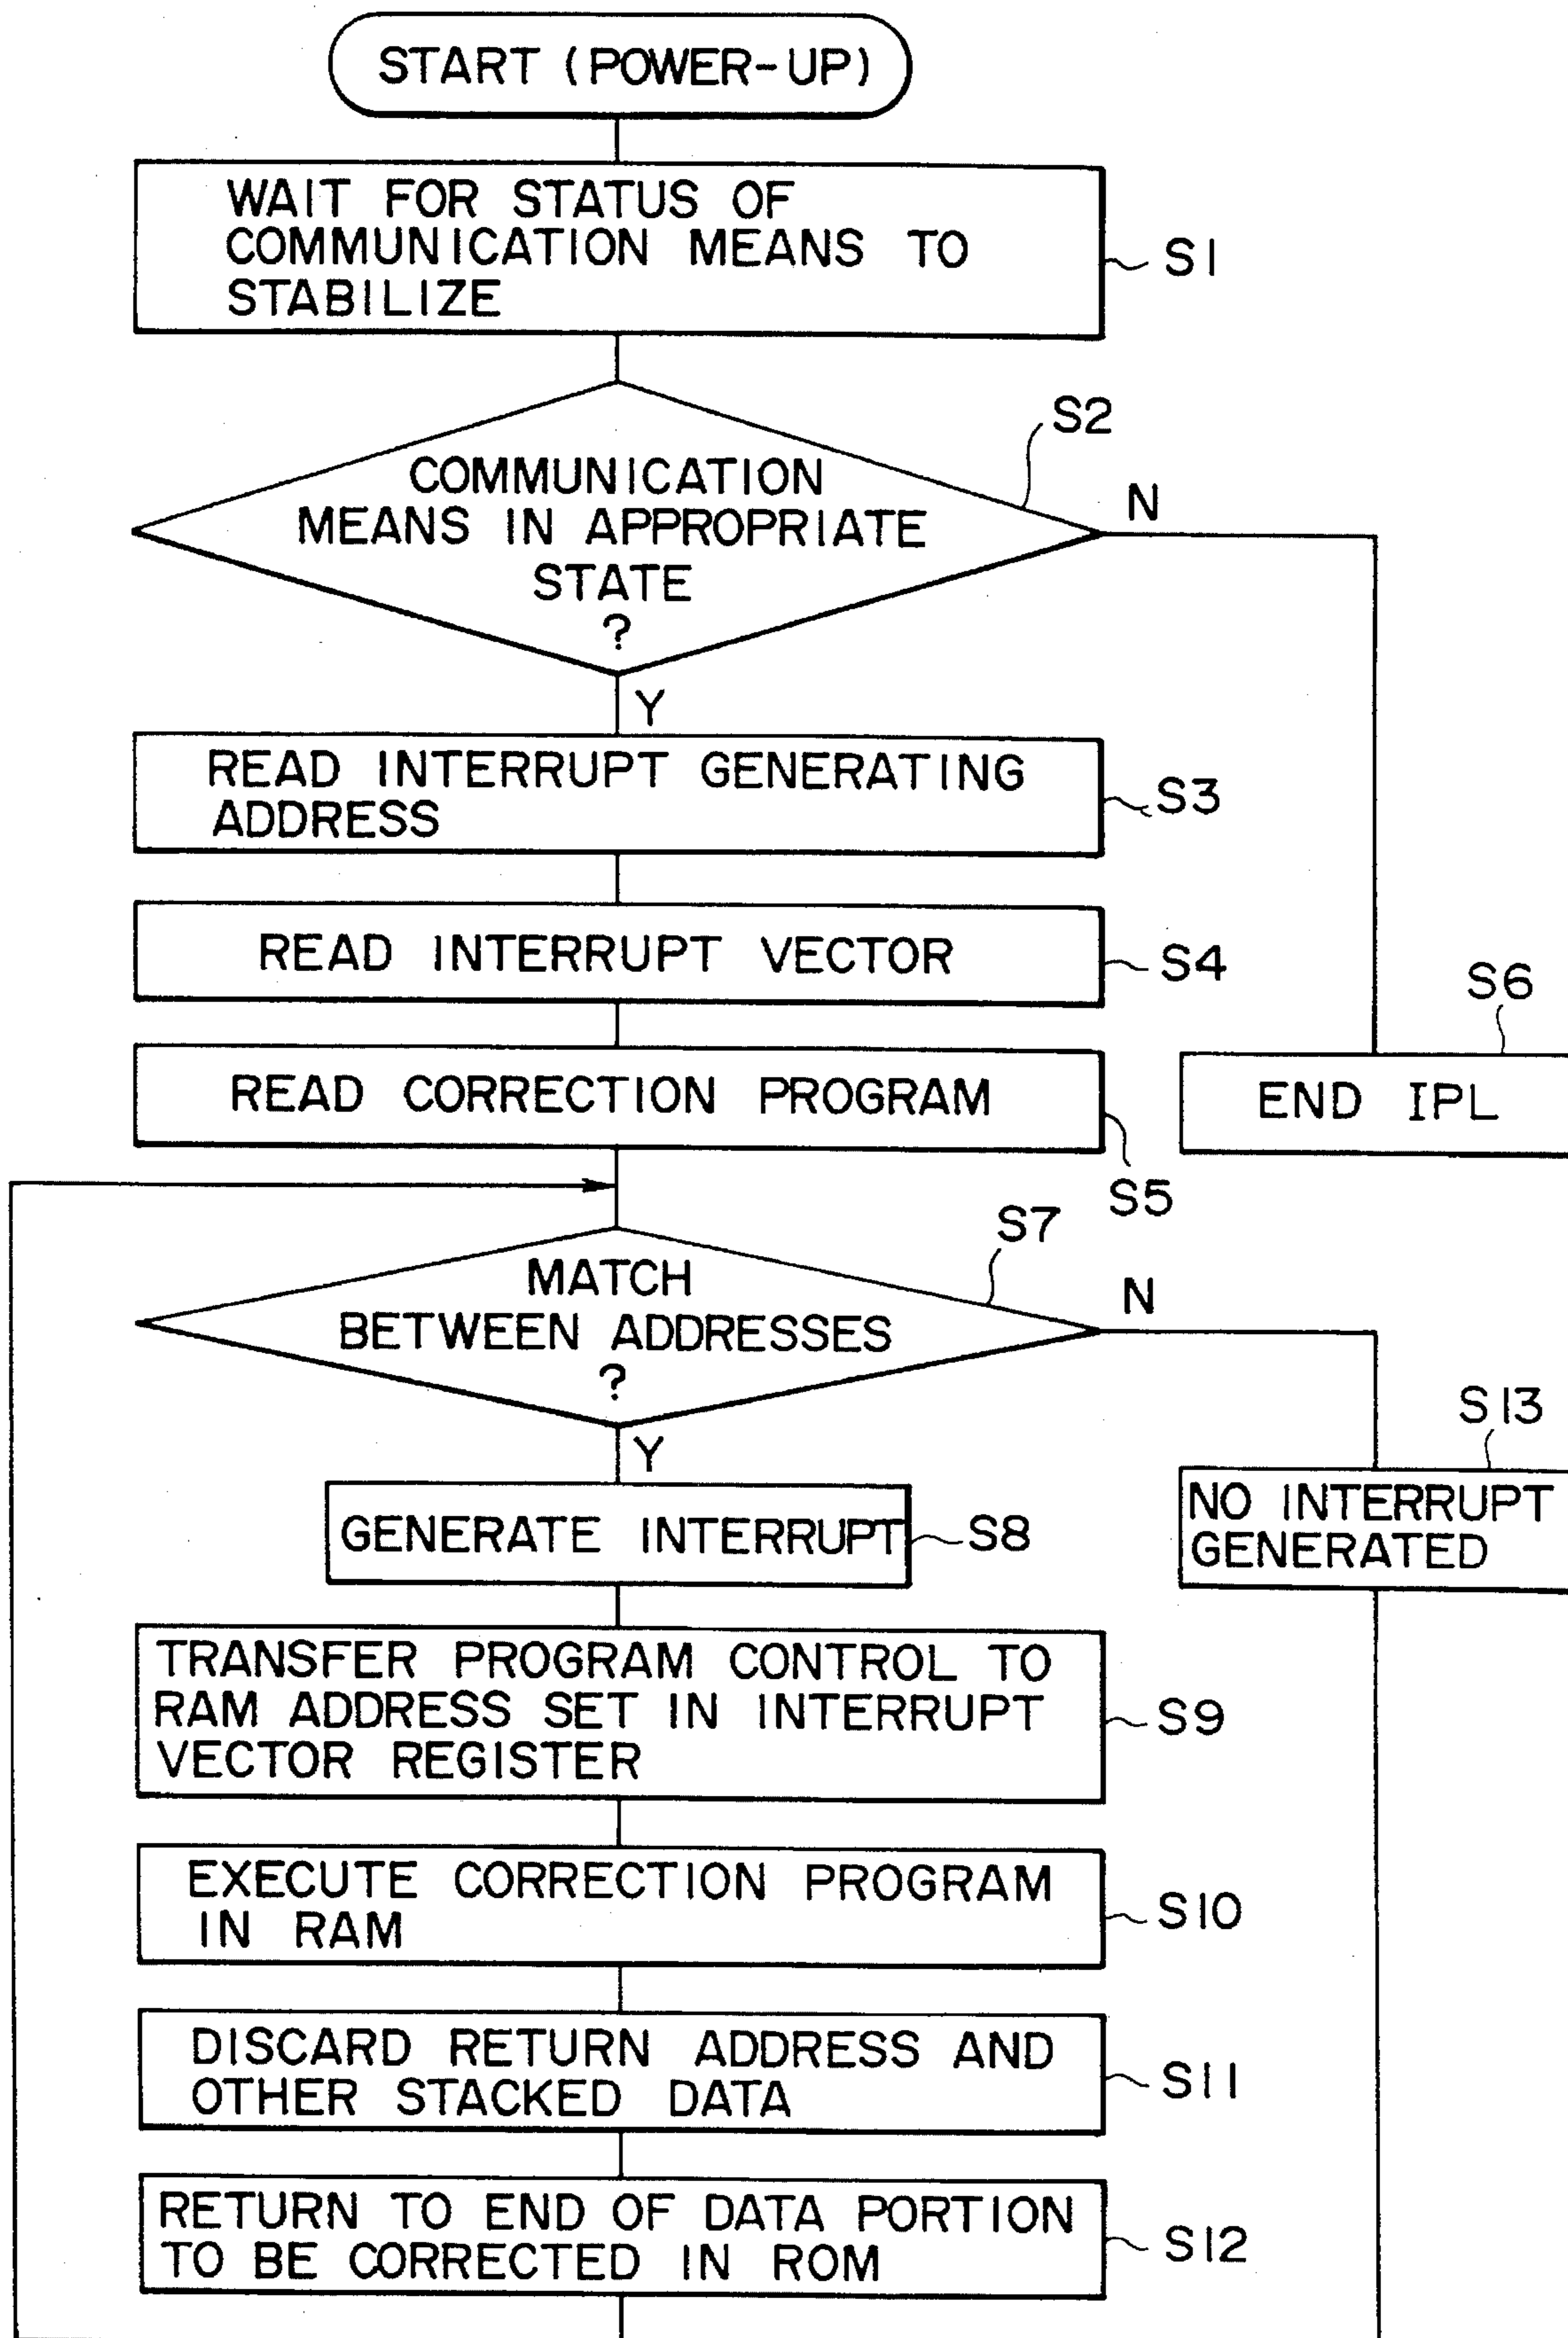 START (POWER-UP)
WAIT FOR STATUS OF
COMMUNICATION MEANS TO
STABILIZE
S1
S2
COMMUNICATION
MEANS IN APPROPRIATE
STATE
?
N
Y
READ INTERRUPT GENERATING
ADDRESS
S3
READ INTERRUPT VECTOR
S4
S6
READ CORRECTION PROGRAM
END IPL
S5
S7
MATCH
BETWEEN ADDRESSES
?
N
Y
S13
NO INTERRUPT
GENERATED
GENERATE INTERRUPT
S8
TRANSFER PROGRAM CONTROL TO
RAM ADDRESS SET IN INTERRUPT
VECTOR REGISTER
S9
EXECUTE CORRECTION PROGRAM
IN RAM
S10
DISCARD RETURN ADDRESS AND
OTHER STACKED DATA
S11
RETURN TO END OF DATA PORTION
TO BE CORRECTED IN ROM
S12